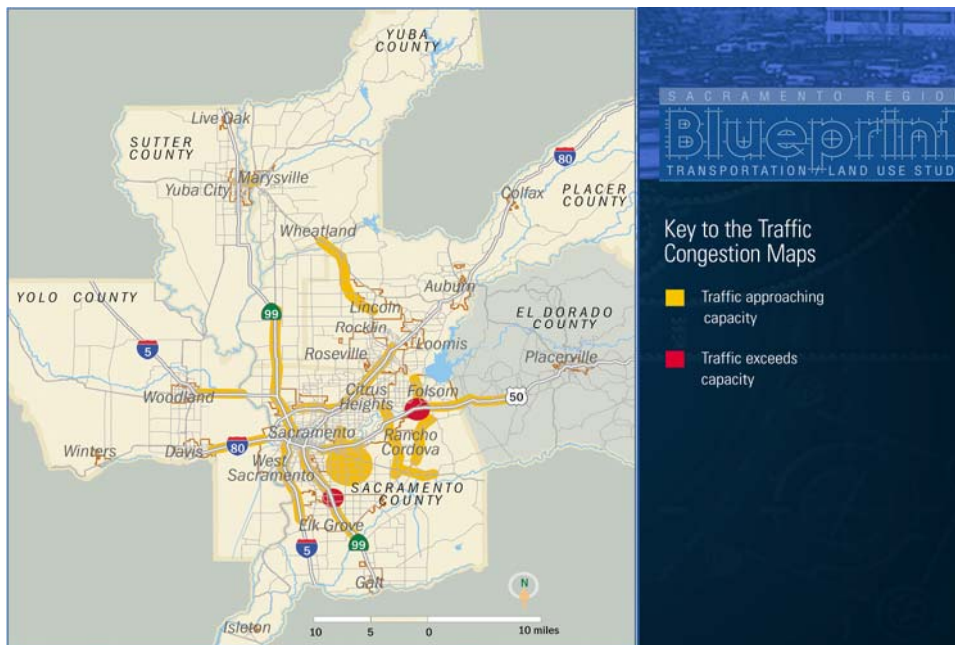 YUBA
COUNTY
Live Oak
SUTTER
COUNTY
Marysville
Yuba City
80
Colfax
PLACER
COUNTY
Wheatland
YOLO COUNTY
99
Lincoln
Auburn
EL DORADO
COUNTY
5
Rocklin
Loomis
Roseville
Placerville
Citrus
Heights
Folsom
50
Woodland
Sacramento
Rancho
Cordova
Winters
Davis
80
West
Sacramento
SACRAMENTO
COUNTY
Elk Grove
5
99
Galt
N
Isleton
10 5 0 10 miles
SACRAMENTO REGIO
Blueprint
TRANSPORTATION / LAND USE STUD
Key to the Traffic
Congestion Maps
Traffic approaching
capacity
Traffic exceeds
capacity